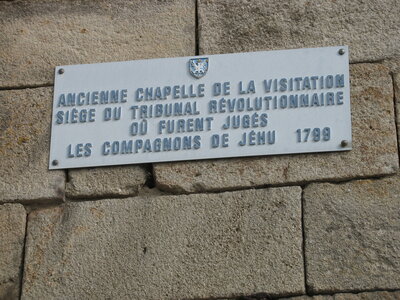 ANCIENNE CHAPELLE DE LA VISITATION
SIÈGE DU TRIBUNAL RÉVOLUTIONNAIRE
OÙ FURENT JUGÉS
LES COMPAGNONS DE JÉHU 1799